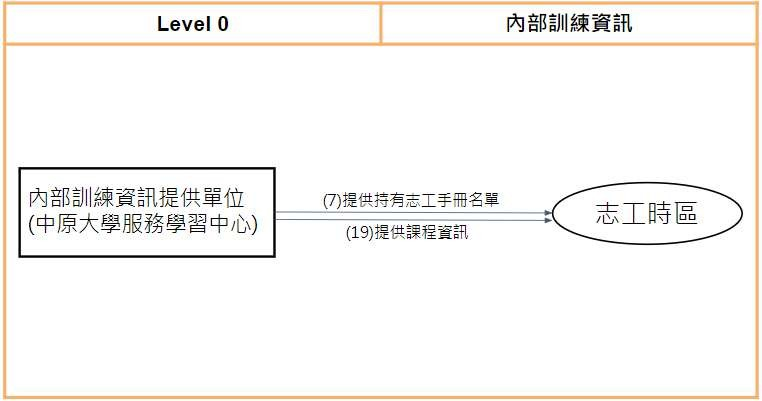 Level 0
內部訓練資訊
內部訓練資訊提供單位
(中原大學服務學習中心)
(7)提供持有志工手冊名單
(19)提供課程資訊
志工時區